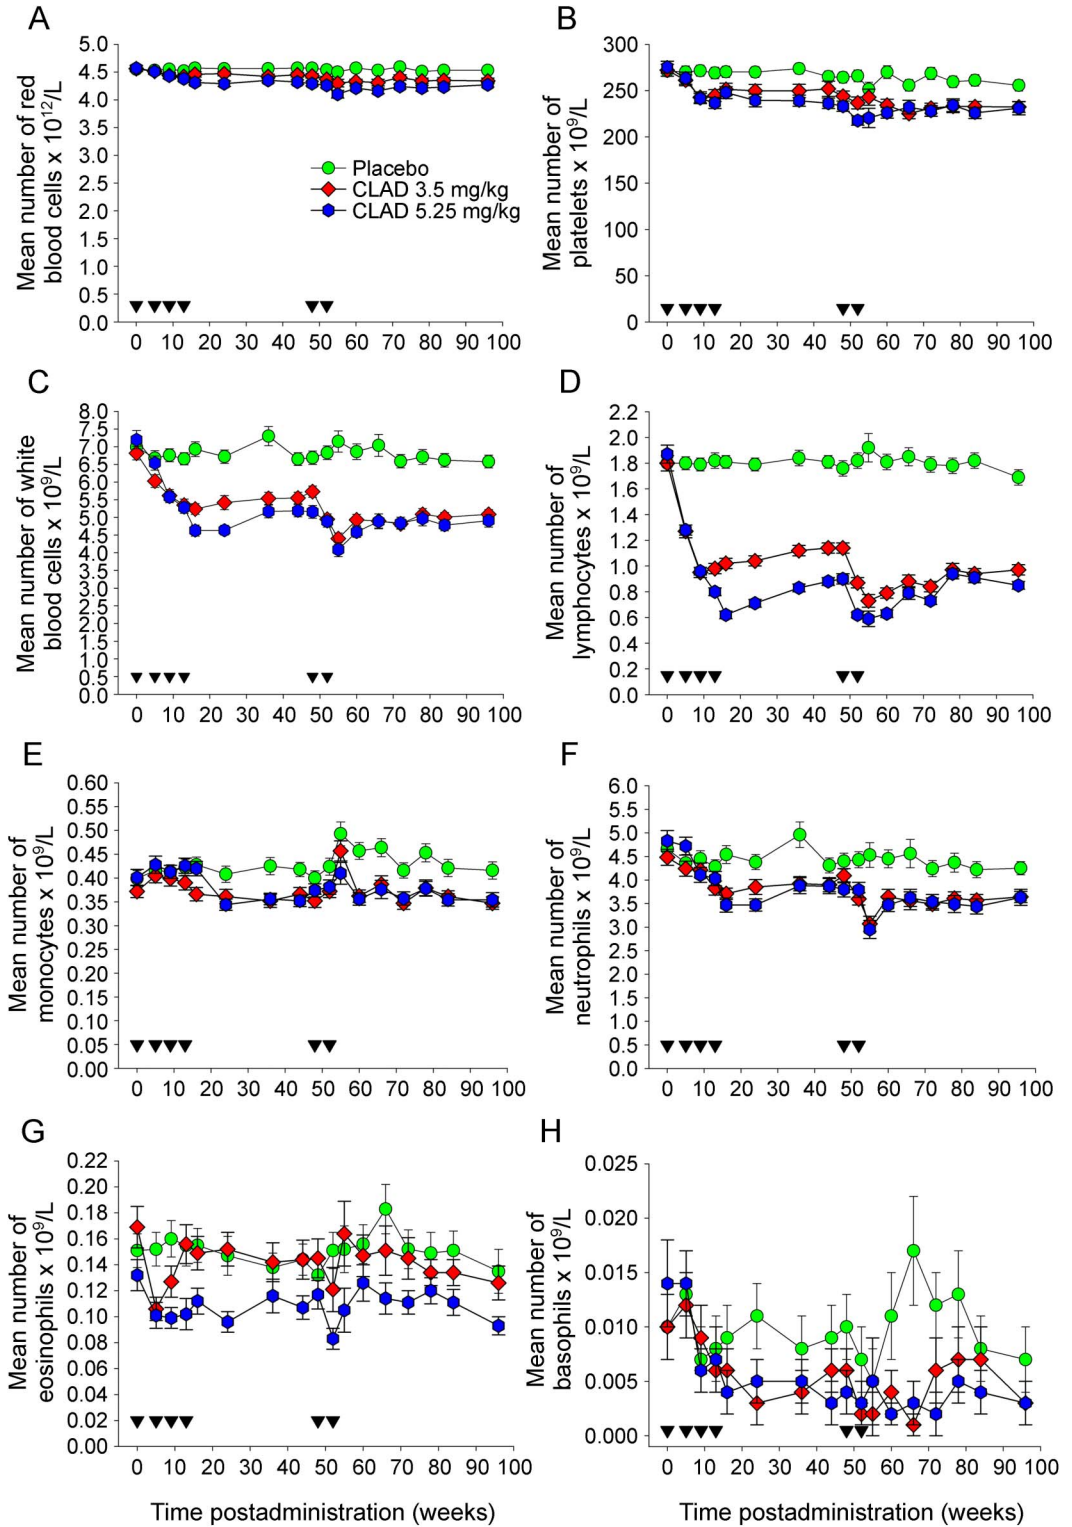 A
Mean number of red
blood cells x 10¹²/L
5.0
4.5
4.0
3.5
3.0
2.5
2.0
1.5
1.0
0.5
0.0
Placebo
CLAD 3.5 mg/kg
CLAD 5.25 mg/kg
0 10 20 30 40 50 60 70 80 90 100
B
Mean number of
platelets x 10⁹/L
300
250
200
150
100
50
0
0 10 20 30 40 50 60 70 80 90 100
C
Mean number of white
blood cells x 10⁹/L
8.0
7.5
7.0
6.5
6.0
5.5
5.0
4.5
4.0
3.5
3.0
2.5
2.0
1.5
1.0
0.5
0.0
0 10 20 30 40 50 60 70 80 90 100
D
Mean number of
lymphocytes x 10⁹/L
2.2
2.0
1.8
1.6
1.4
1.2
1.0
0.8
0.6
0.4
0.2
0.0
0 10 20 30 40 50 60 70 80 90 100
E
Mean number of
monocytes x 10⁹/L
0.60
0.55
0.50
0.45
0.40
0.35
0.30
0.25
0.20
0.15
0.10
0.05
0.00
0 10 20 30 40 50 60 70 80 90 100
F
Mean number of
neutrophils x 10⁹/L
6.0
5.5
5.0
4.5
4.0
3.5
3.0
2.5
2.0
1.5
1.0
0.5
0.0
0 10 20 30 40 50 60 70 80 90 100
G
Mean number of
eosinophils x 10⁹/L
0.22
0.20
0.18
0.16
0.14
0.12
0.10
0.08
0.06
0.04
0.02
0.00
0 10 20 30 40 50 60 70 80 90 100
Time postadministration (weeks)
H
Mean number of
basophils x 10⁹/L
0.025
0.020
0.015
0.010
0.005
0.000
0 10 20 30 40 50 60 70 80 90 100
Time postadministration (weeks)